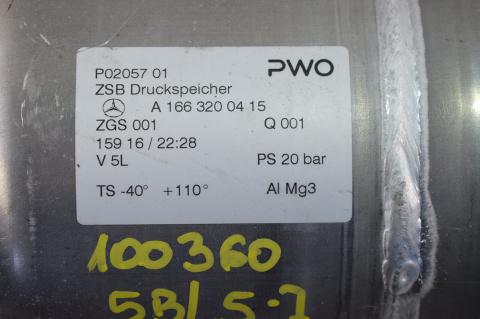 PWO
P02057 01
ZSB Druckspeicher
A 166 320 04 15
ZGS 001 Q 001
159 16 / 22:28
V 5L PS 20 bar
TS -40° +110° Al Mg3
100360
5B/ 5-7